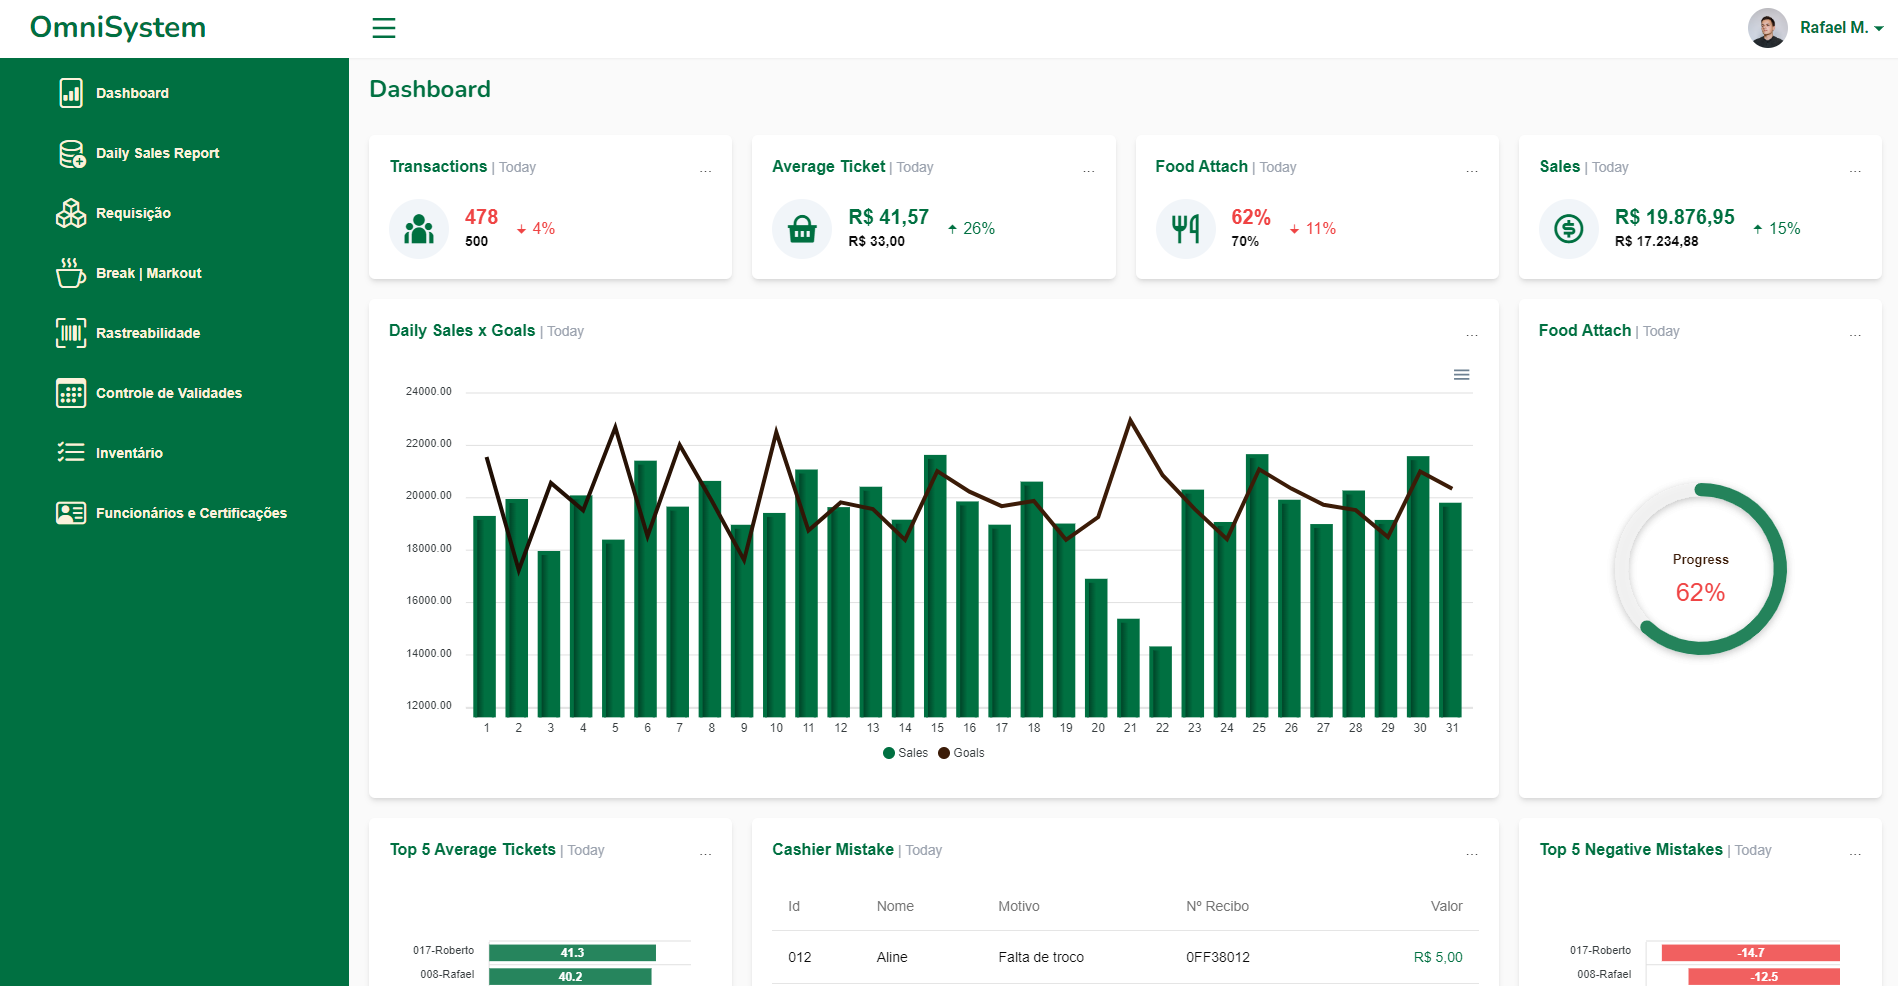 OmniSystem
Rafael M.
Dashboard
Daily Sales Report
Requisição
Break | Markout
Rastreabilidade
Controle de Validades
Inventário
Funcionários e Certificações
Dashboard
Transactions | Today ...
478
500
4%
Average Ticket | Today ...
R$ 41,57
R$ 33,00
26%
Food Attach | Today ...
62%
70%
11%
Sales | Today ...
R$ 19.876,95
R$ 17.234,88
15%
Daily Sales x Goals | Today ...
24000.00
22000.00
20000.00
18000.00
16000.00
14000.00
12000.00
1 2 3 4 5 6 7 8 9 10 11 12 13 14 15 16 17 18 19 20 21 22 23 24 25 26 27 28 29 30 31
Sales Goals
Food Attach | Today ...
Progress
62%
Top 5 Average Tickets | Today ...
017-Roberto 41.3
008-Rafael 40.2
Cashier Mistake | Today ...
Id Nome Motivo Nº Recibo Valor
012 Aline Falta de troco 0FF38012 R$ 5,00
Top 5 Negative Mistakes | Today ...
017-Roberto -14.7
008-Rafael -12.5